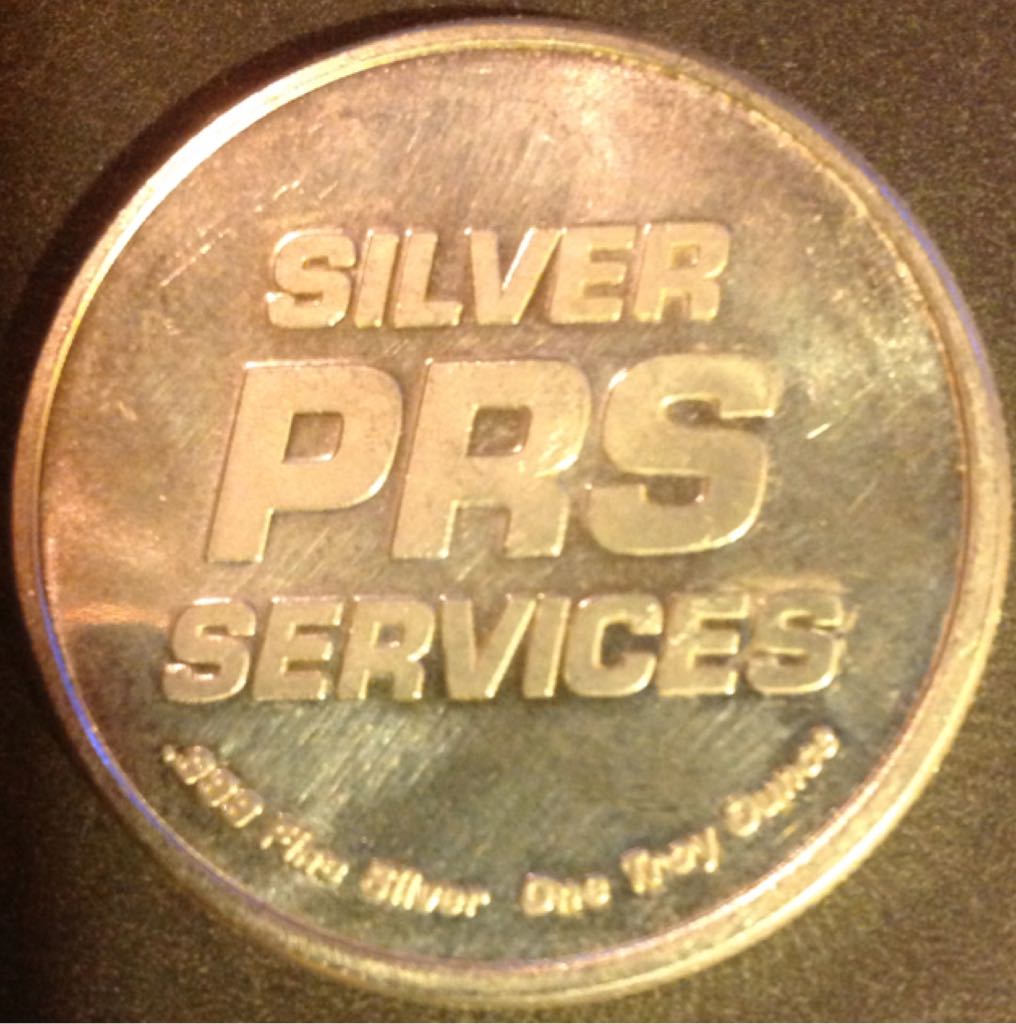 SILVER
PRS
SERVICES
.999 Fine Silver One Troy Ounce